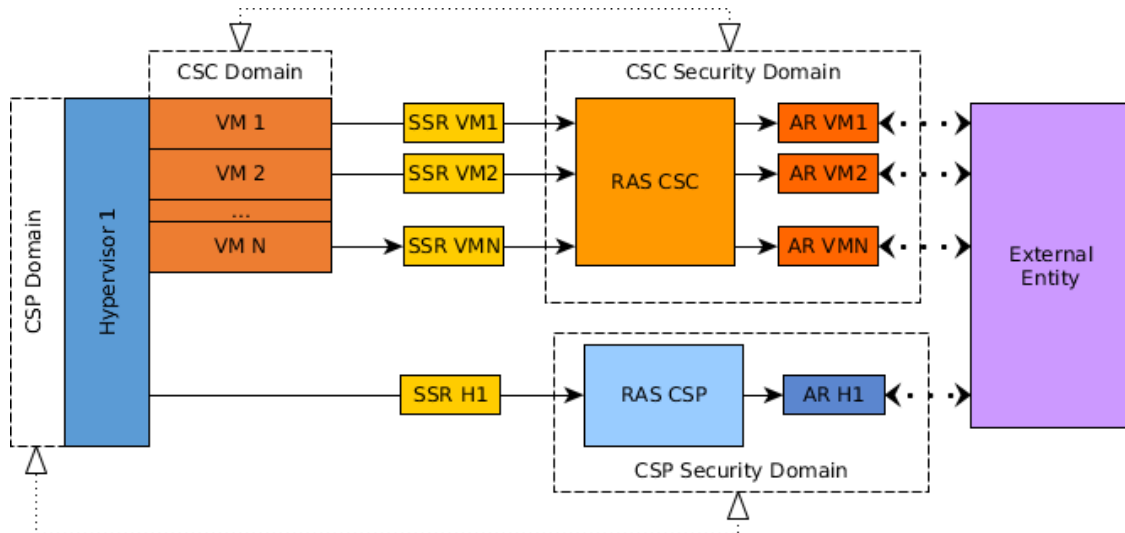 CSC Domain
CSC Security Domain
CSP Domain
Hypervisor 1
VM 1
SSR VM1
AR VM1
VM 2
SSR VM2
RAS CSC
AR VM2
...
VM N
SSR VMN
AR VMN
External
Entity
SSR H1
RAS CSP
AR H1
CSP Security Domain